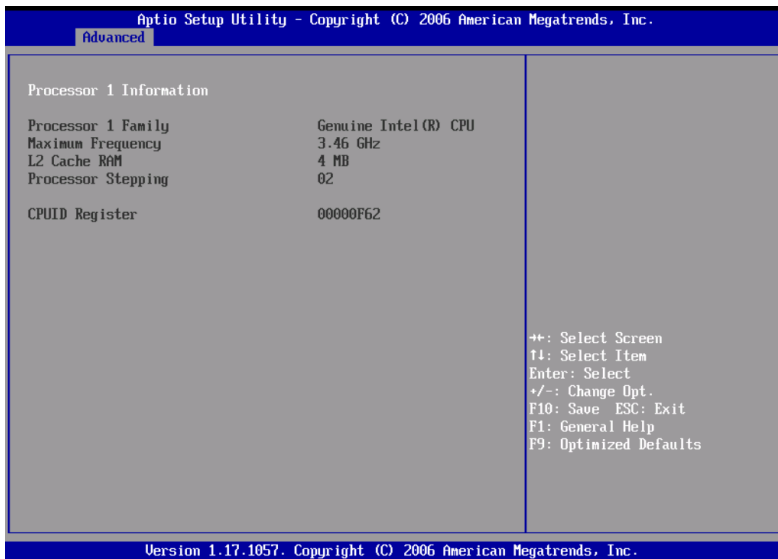 Aptio Setup Utility - Copyright (C) 2006 American Megatrends, Inc.
Advanced
Processor 1 Information
Processor 1 Family Genuine Intel(R) CPU
Maximum Frequency 3.46 GHz
L2 Cache RAM 4 MB
Processor Stepping 02
CPUID Register 00000F62
→←: Select Screen
↑↓: Select Item
Enter: Select
+/-: Change Opt.
F10: Save ESC: Exit
F1: General Help
F9: Optimized Defaults
Version 1.17.1057. Copyright (C) 2006 American Megatrends, Inc.